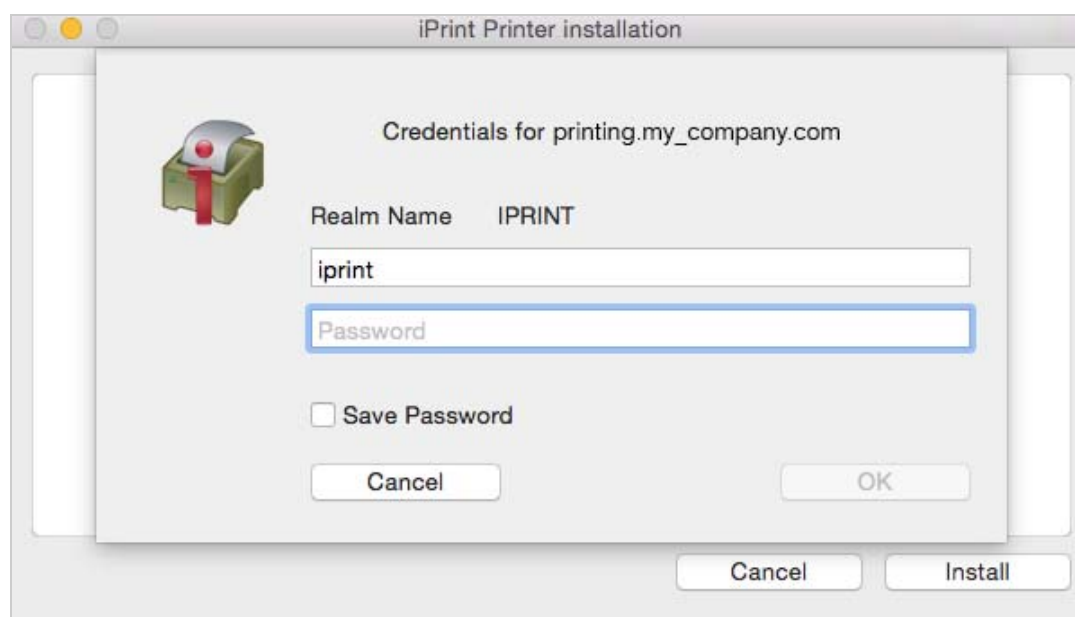 iPrint Printer installation
Credentials for printing.my_company.com
Realm Name IPRINT
iprint
Password
Save Password
Cancel OK
Cancel Install